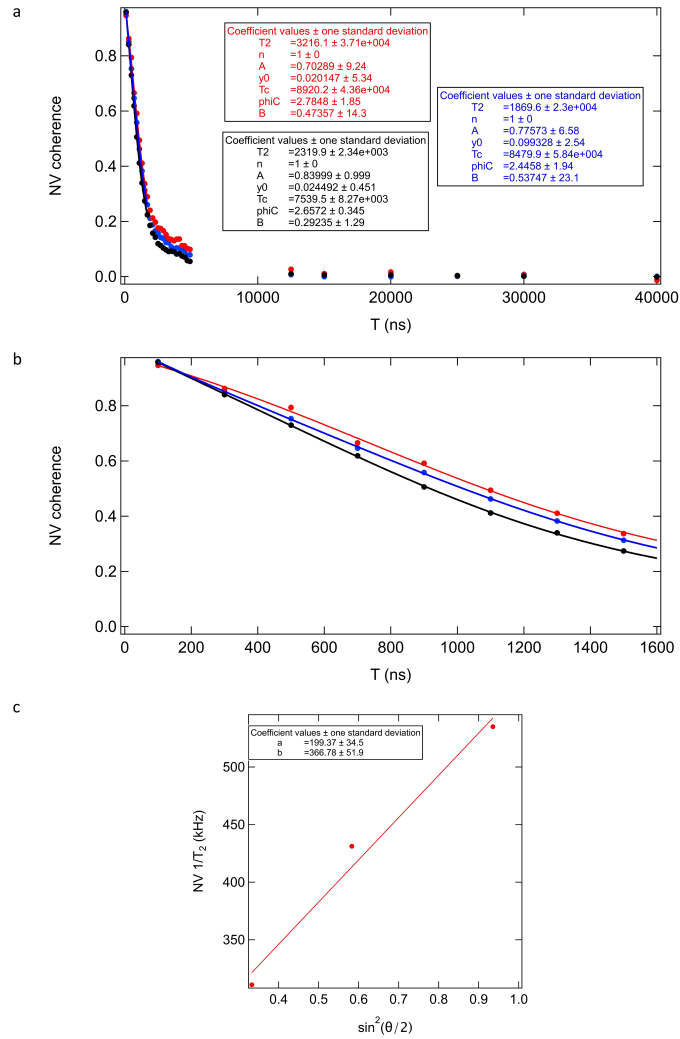 a
NV coherence
0.8
0.6
0.4
0.2
0.0
Coefficient values ± one standard deviation
T2 =3216.1 ± 3.71e+004
n =1 ± 0
A =0.70289 ± 9.24
y0 =0.020147 ± 5.34
Tc =8920.2 ± 4.36e+004
phiC =2.7848 ± 1.85
B =0.47357 ± 14.3
Coefficient values ± one standard deviation
T2 =1869.6 ± 2.3e+004
n =1 ± 0
A =0.77573 ± 6.58
y0 =0.099328 ± 2.54
Tc =8479.9 ± 5.84e+004
phiC =2.4458 ± 1.94
B =0.53747 ± 23.1
Coefficient values ± one standard deviation
T2 =2319.9 ± 2.34e+003
n =1 ± 0
A =0.83999 ± 0.999
y0 =0.024492 ± 0.451
Tc =7539.5 ± 8.27e+003
phiC =2.6572 ± 0.345
B =0.29235 ± 1.29
0 10000 20000 30000 40000
T (ns)
b
NV coherence
0.8
0.6
0.4
0.2
0.0
0 200 400 600 800 1000 1200 1400 1600
T (ns)
c
NV 1/T₂ (kHz)
500
450
400
350
Coefficient values ± one standard deviation
a =199.37 ± 34.5
b =366.78 ± 51.9
0.4 0.5 0.6 0.7 0.8 0.9 1.0
sin²(θ/2)